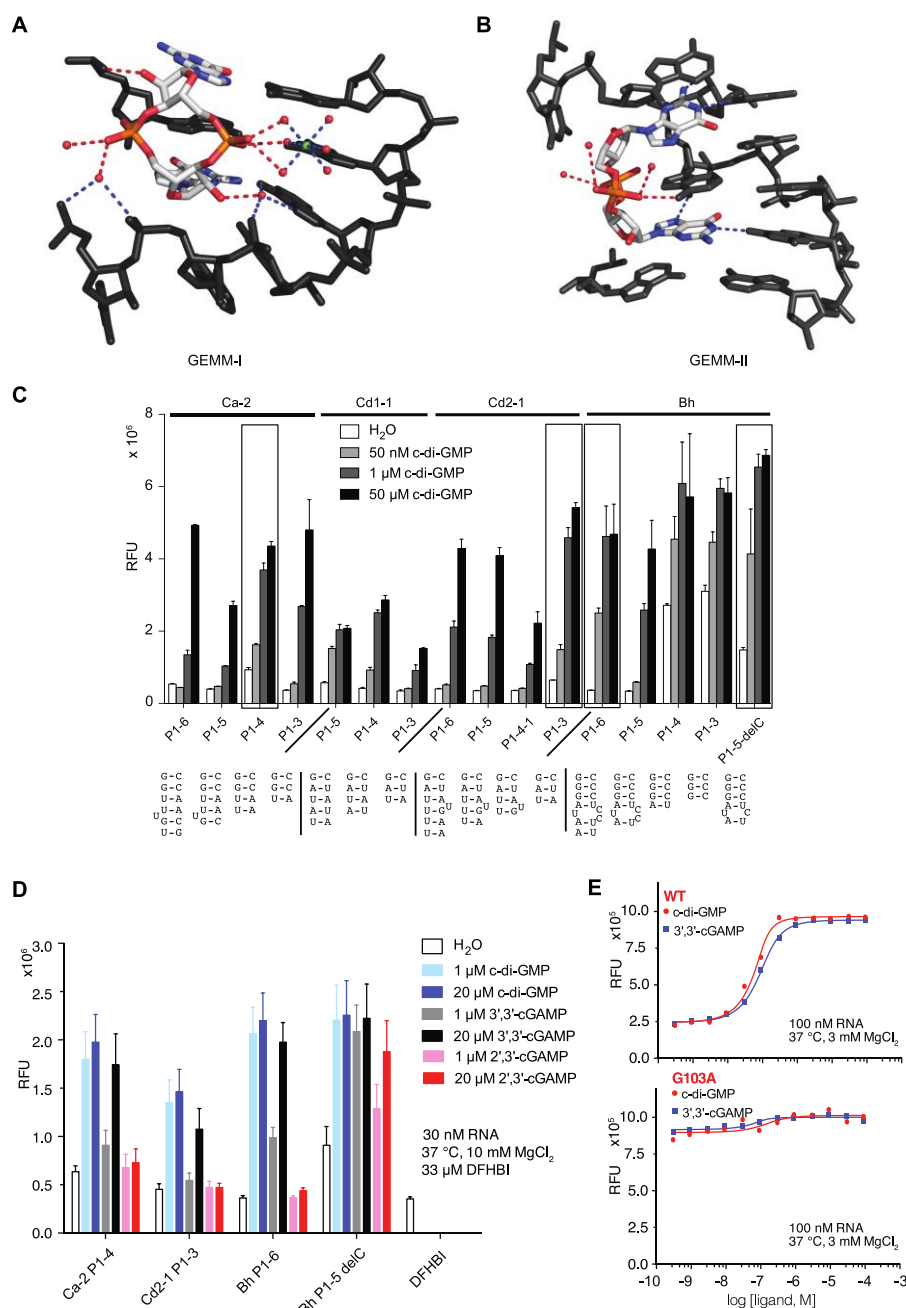 A
B
GEMM-I
GEMM-II
C
Ca-2
Cd1-1
Cd2-1
Bh
8
6
4
2
0
x 10⁶
RFU
H₂O
50 nM c-di-GMP
1 µM c-di-GMP
50 µM c-di-GMP
P1-6
P1-5
P1-4
P1-3
P1-5
P1-4
P1-3
P1-6
P1-5
P1-4-1
P1-3
P1-6
P1-5
P1-4
P1-3
P1-5-delC
D
x10⁶
3.0
2.5
2.0
1.5
1.0
0.5
0.0
RFU
H₂O
1 µM c-di-GMP
20 µM c-di-GMP
1 µM 3',3'-cGAMP
20 µM 3',3'-cGAMP
1 µM 2',3'-cGAMP
20 µM 2',3'-cGAMP
30 nM RNA
37 °C, 10 mM MgCl₂
33 µM DFHBI
Ca-2 P1-4
Cd2-1 P1-3
Bh P1-6
Bh P1-5 delC
DFHBI
E
WT
c-di-GMP
3',3'-cGAMP
x10⁵
10.0
7.5
5.0
2.5
0
RFU
100 nM RNA
37 °C, 3 mM MgCl₂
G103A
c-di-GMP
3',3'-cGAMP
x10⁵
10.0
7.5
5.0
2.5
0
RFU
100 nM RNA
37 °C, 3 mM MgCl₂
-10 -9 -8 -7 -6 -5 -4 -3
log [ligand, M]